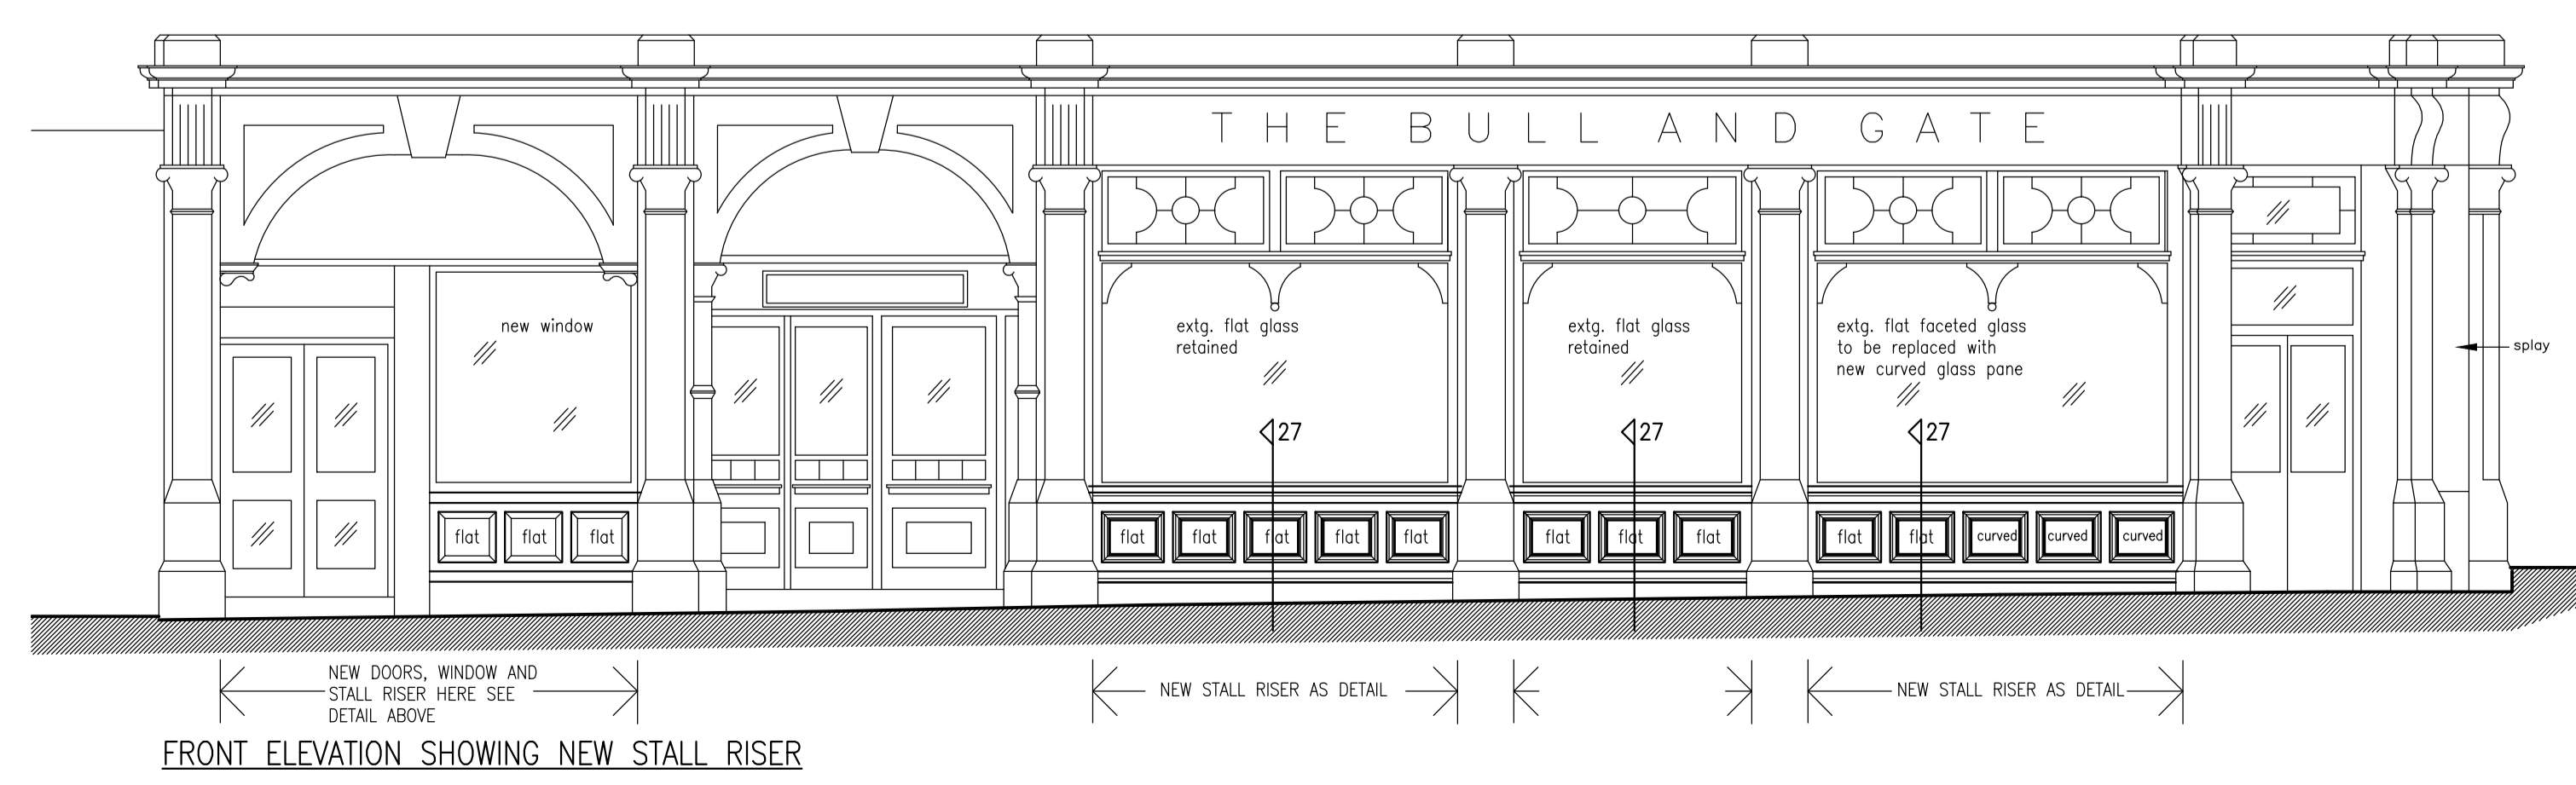 THE BULL AND GATE
new window
extg. flat glass
retained
extg. flat glass
retained
extg. flat faceted glass
to be replaced with
new curved glass pane
splay
27
27
27
flat flat flat
flat flat flat flat flat
flat flat flat
flat flat curved curved curved
NEW DOORS, WINDOW AND
STALL RISER HERE SEE
DETAIL ABOVE
NEW STALL RISER AS DETAIL
NEW STALL RISER AS DETAIL
FRONT ELEVATION SHOWING NEW STALL RISER